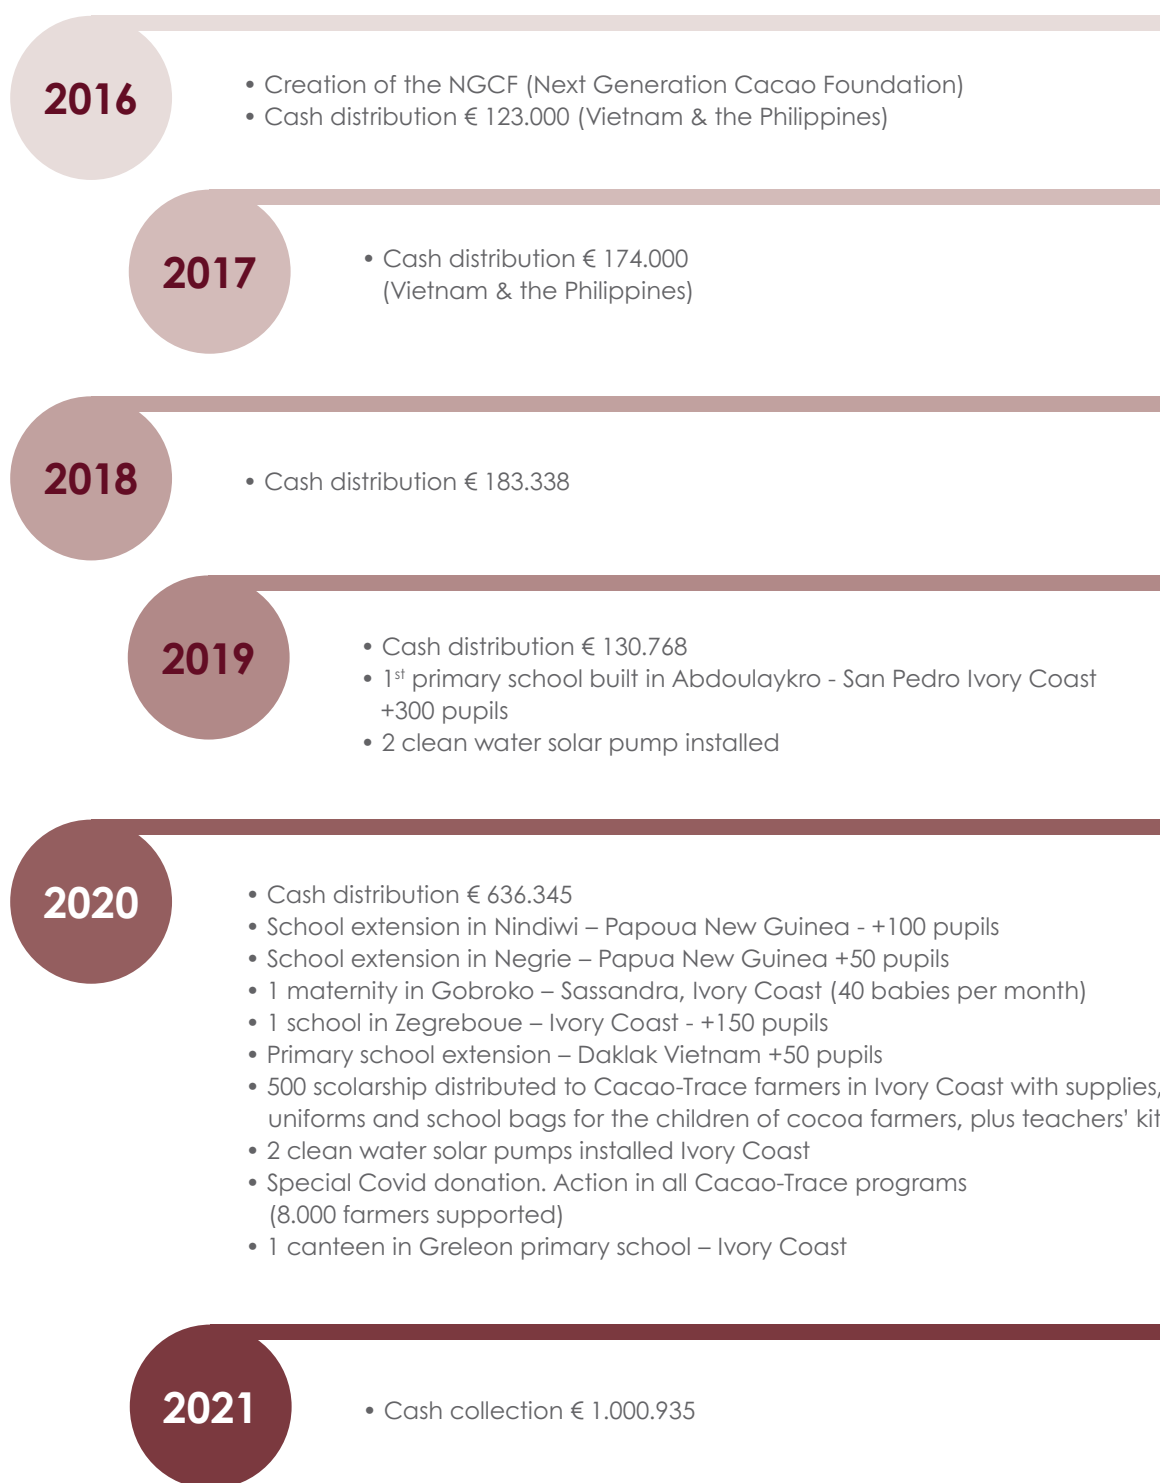 2016
• Creation of the NGCF (Next Generation Cacao Foundation)
• Cash distribution € 123.000 (Vietnam & the Philippines)
2017
• Cash distribution € 174.000
(Vietnam & the Philippines)
2018
• Cash distribution € 183.338
2019
• Cash distribution € 130.768
• 1st primary school built in Abdoulaykro - San Pedro Ivory Coast
+300 pupils
• 2 clean water solar pump installed
2020
• Cash distribution € 636.345
• School extension in Nindiwi – Papoua New Guinea - +100 pupils
• School extension in Negrie – Papua New Guinea +50 pupils
• 1 maternity in Gobroko – Sassandra, Ivory Coast (40 babies per month)
• 1 school in Zegreboue – Ivory Coast - +150 pupils
• Primary school extension – Daklak Vietnam +50 pupils
• 500 scolarship distributed to Cacao-Trace farmers in Ivory Coast with supplies,
uniforms and school bags for the children of cocoa farmers, plus teachers' kit
• 2 clean water solar pumps installed Ivory Coast
• Special Covid donation. Action in all Cacao-Trace programs
(8.000 farmers supported)
• 1 canteen in Greleon primary school – Ivory Coast
2021
• Cash collection € 1.000.935